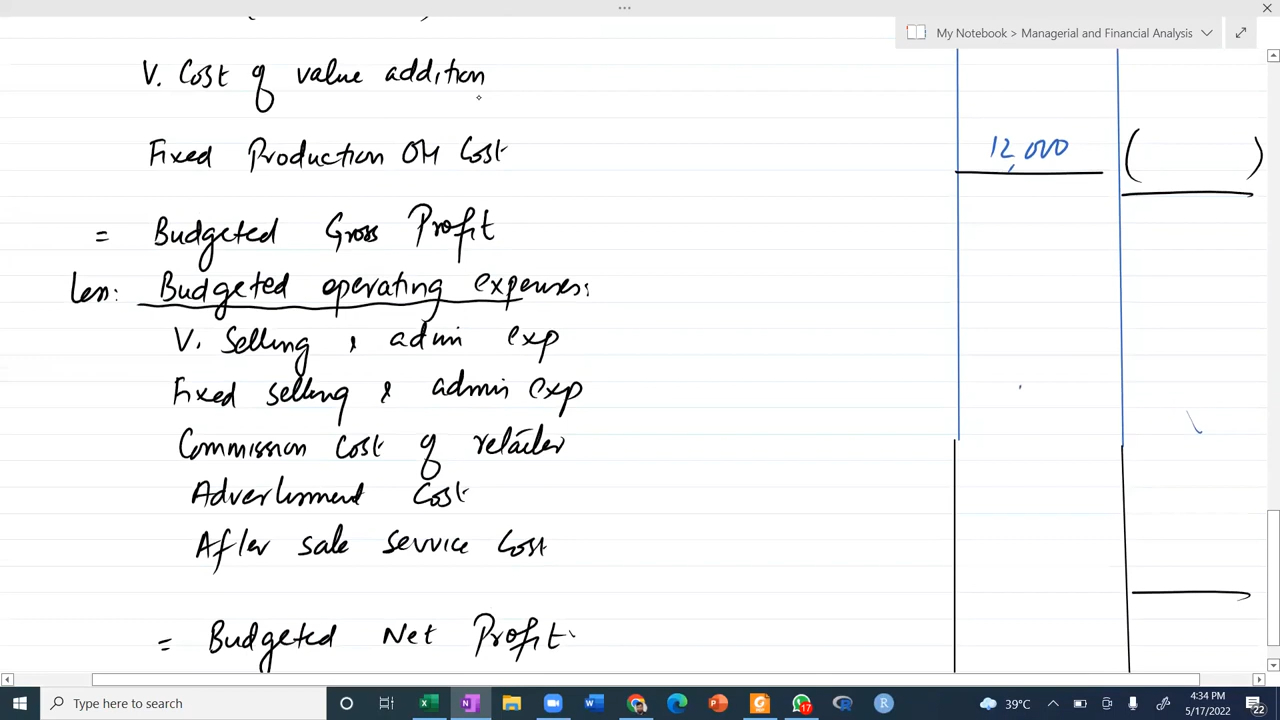 My Notebook > Managerial and Financial Analysis
V. Cost of value addition
Fixed Production OH Cost 12,000 ( )
= Budgeted Gross Profit
Less: Budgeted operating expenses:
V. Selling & admin exp
Fixed selling & admin exp
Commission Cost of retailer
Advertisment Cost
After sale service Cost
= Budgeted Net Profit
Type here to search
17
39°C
4:34 PM
5/17/2022
22